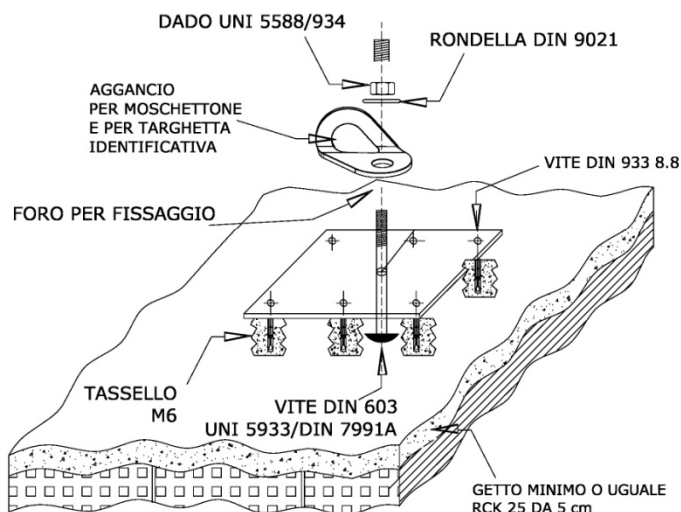 DADO UNI 5588/934
RONDELLA DIN 9021
AGGANCIO
PER MOSCHETTONE
E PER TARGHETTA
IDENTIFICATIVA
VITE DIN 933 8.8
FORO PER FISSAGGIO
TASSELLO
M6
VITE DIN 603
UNI 5933/DIN 7991A
GETTO MINIMO O UGUALE
RCK 25 DA 5 cm